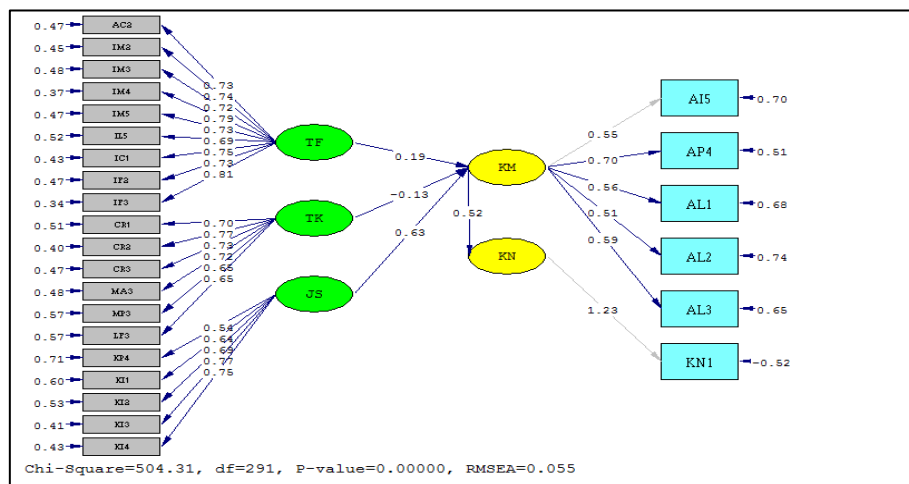 0.47 AC2
0.45 IM2
0.48 IM3
0.37 IM4
0.47 IM5
0.52 IL5
0.43 IC1
0.47 IF2
0.34 IF3
0.51 CR1
0.40 CR2
0.47 CR3
0.48 MA3
0.57 MP3
0.57 LP3
0.71 KP4
0.60 KI1
0.53 KI2
0.41 KI3
0.43 KI4
0.73
0.74
0.72
0.79
0.73
0.69
0.75
0.73
0.81
0.70
0.77
0.73
0.72
0.65
0.65
0.54
0.64
0.69
0.77
0.75
TF
TK
JS
0.19
-0.13
0.63
KM
0.52
KN
0.55
0.70
0.56
0.51
0.59
1.23
AI5 0.70
AP4 0.51
AL1 0.68
AL2 0.74
AL3 0.65
KN1 -0.52
Chi-Square=504.31, df=291, P-value=0.00000, RMSEA=0.055